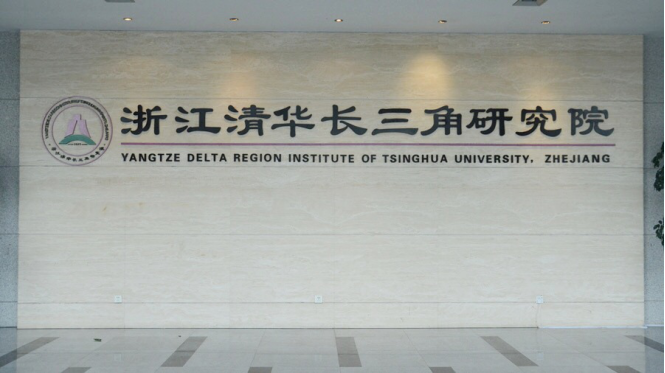 浙江清华长三角研究院
YANGTZE DELTA REGION INSTITUTE OF TSINGHUA UNIVERSITY, ZHEJIANG